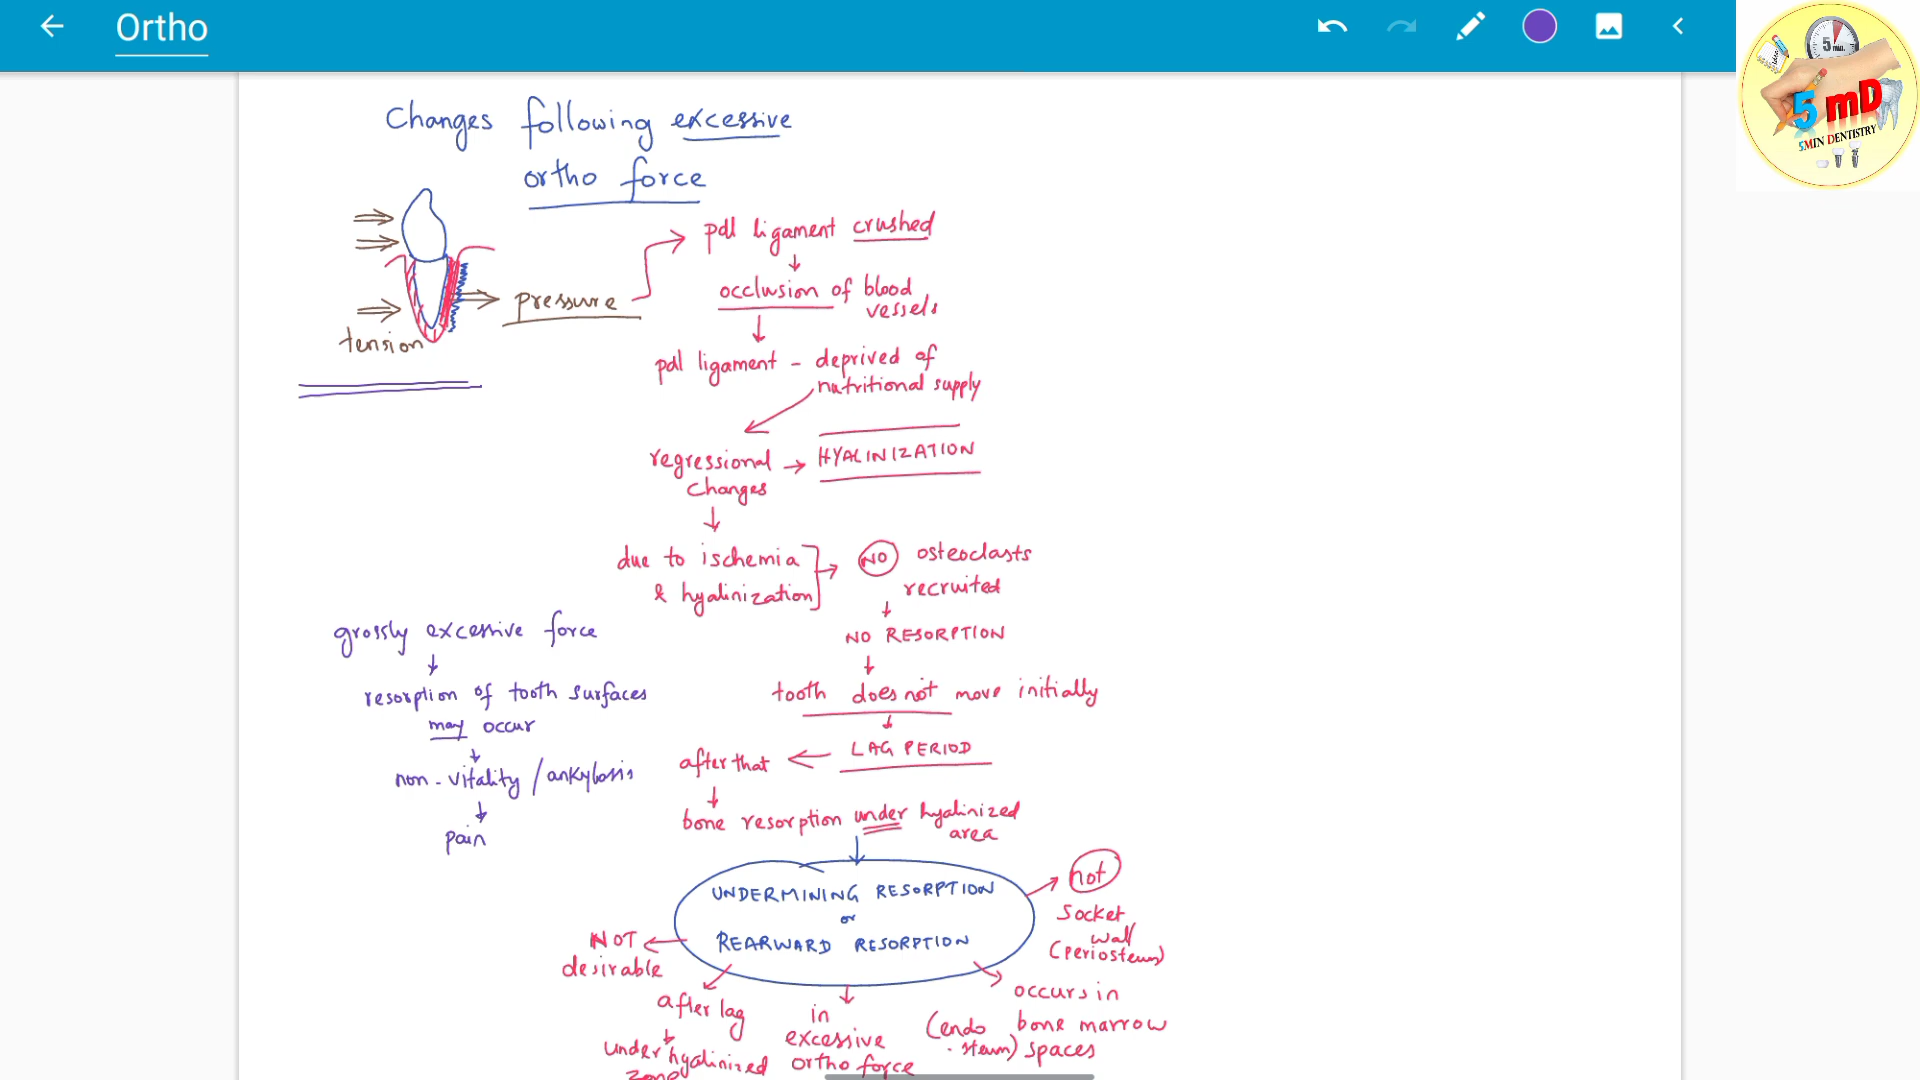 Ortho
5 min.
5 mD
5MIN DENTISTRY
Changes following excessive
ortho force
tension
pressure
pdl ligament crushed
occlusion of blood
vessels
pdl ligament - deprived of
nutritional supply
regressional → HYALINIZATION
changes
due to ischemia
& hyalinization
NO osteoclasts
recruited
NO RESORPTION
tooth does not move initially
LAG PERIOD
after that
bone resorption under hyalinized
area
UNDERMINING RESORPTION
or
REARWARD RESORPTION
not
socket
wall
(periosteum)
occurs in
bone marrow
spaces
(endo
steum)
in
excessive
ortho force
after lag
under hyalinized
zone
NOT
desirable
grossly excessive force
resorption of tooth surfaces
may occur
non-vitality / ankylosis
pain